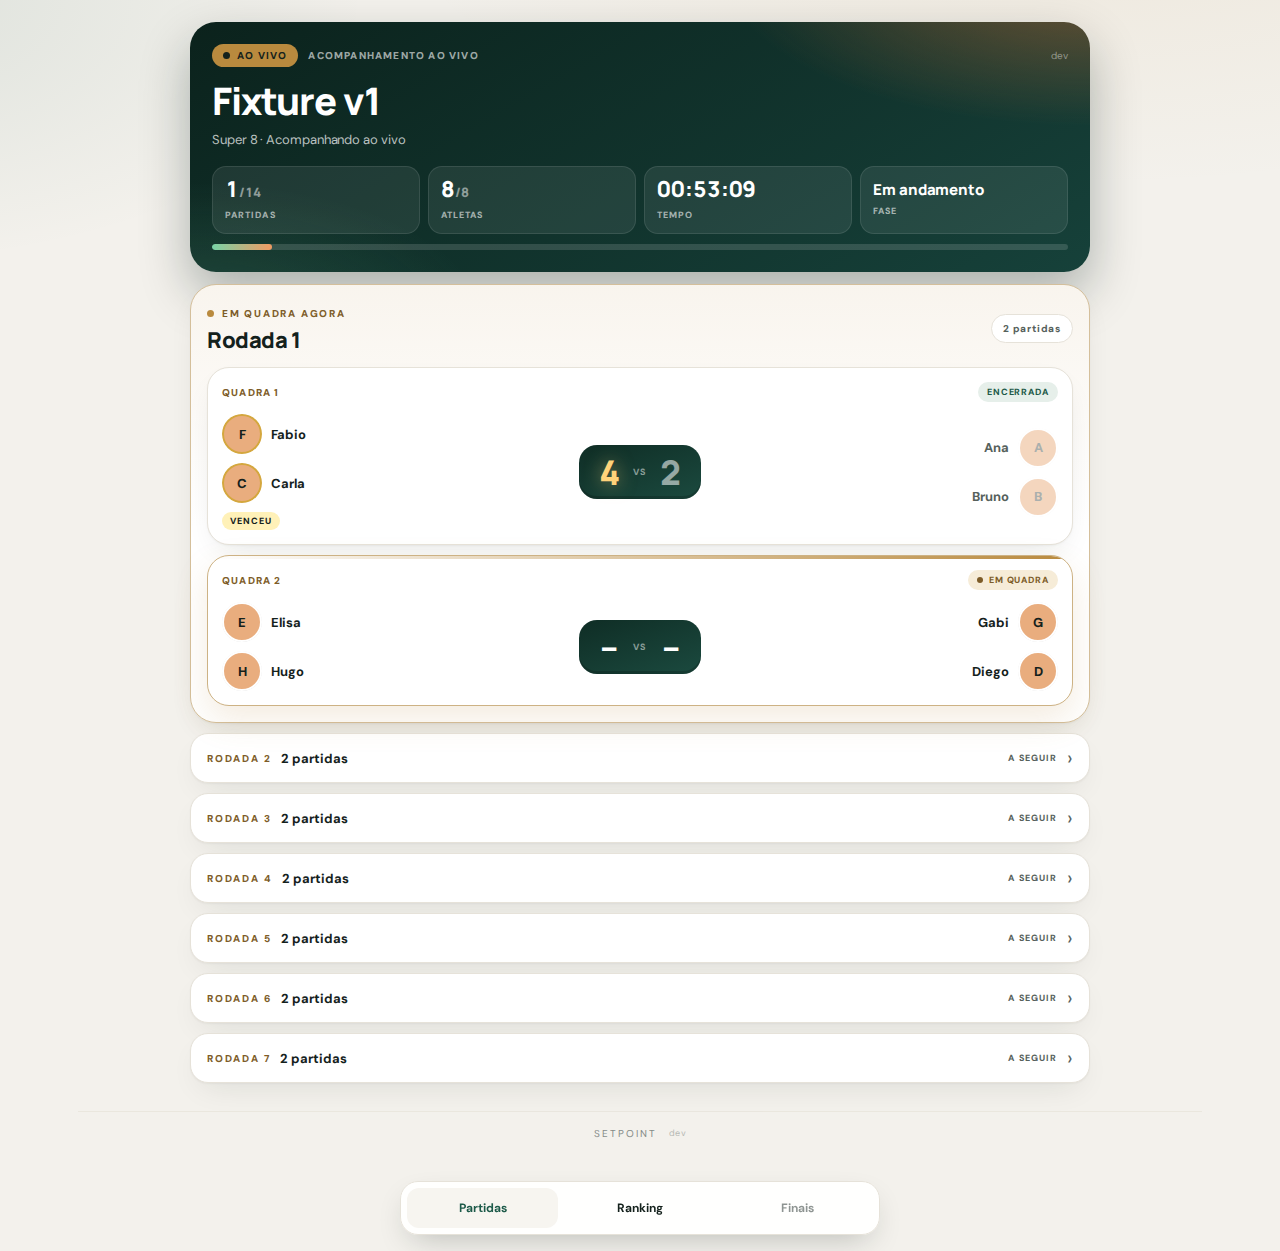 AO VIVO ACOMPANHAMENTO AO VIVO dev
Fixture v1
Super 8 · Acompanhando ao vivo
1/14 8/8 00:53:09 Em andamento
PARTIDAS ATLETAS TEMPO FASE
EM QUADRA AGORA
Rodada 1 2 partidas
QUADRA 1 ENCERRADA
F Fabio Ana A
4 VS 2
C Carla Bruno B
VENCEU
QUADRA 2 EM QUADRA
E Elisa Gabi G
– VS –
H Hugo Diego D
RODADA 2 2 partidas A SEGUIR ›
RODADA 3 2 partidas A SEGUIR ›
RODADA 4 2 partidas A SEGUIR ›
RODADA 5 2 partidas A SEGUIR ›
RODADA 6 2 partidas A SEGUIR ›
RODADA 7 2 partidas A SEGUIR ›
SETPOINT dev
Partidas Ranking Finais